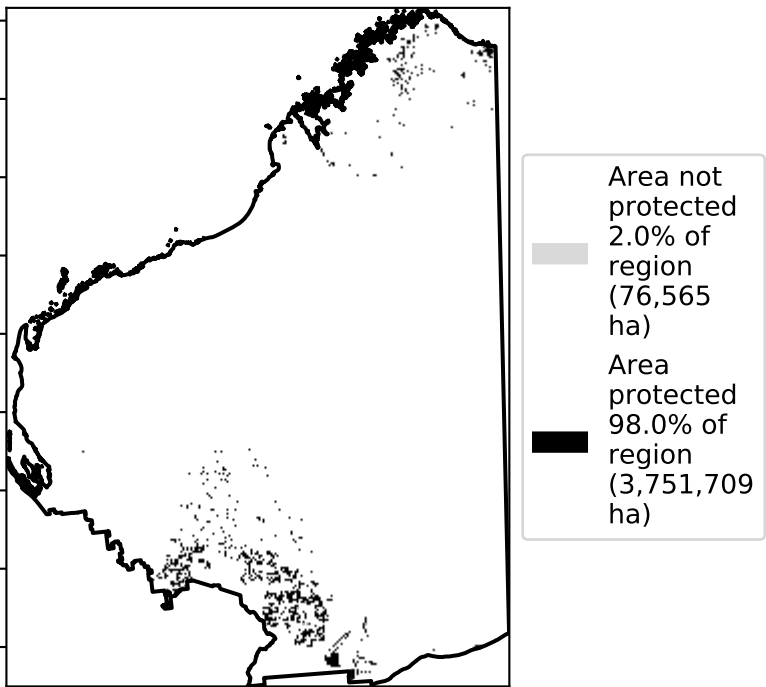 Area not
protected
2.0% of
region
(76,565
ha)
Area
protected
98.0% of
region
(3,751,709
ha)